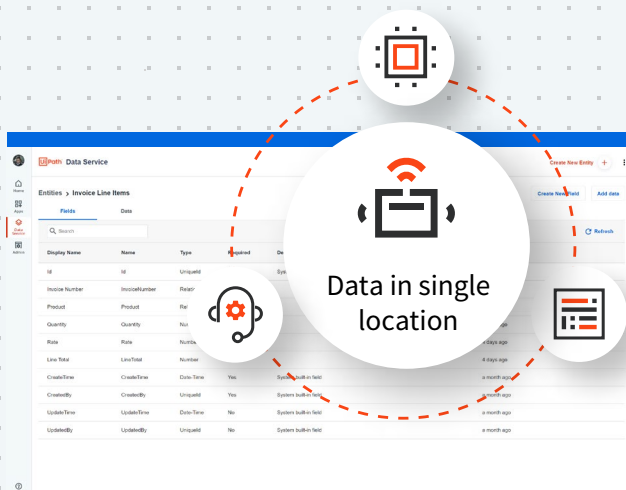 UiPath Data Service
Create New Entity +
Entities > Invoice Line Items
Create New Field Add data
Home
Apps
Data Service
Admin
Fields Data
Search
Refresh
Display Name Name Type Required
Id Id UniqueId
Invoice Number InvoiceNumber
Product Product
Quantity Quantity
Rate Rate
days ago
Line Total LineTotal Number
4 days ago
CreateTime CreateTime Date-Time Yes System built-in field a month ago
CreatedBy CreatedBy UniqueId Yes System built-in field a month ago
UpdateTime UpdateTime Date-Time No System built-in field a month ago
UpdatedBy UpdatedBy UniqueId No System built-in field a month ago
Data in single
location